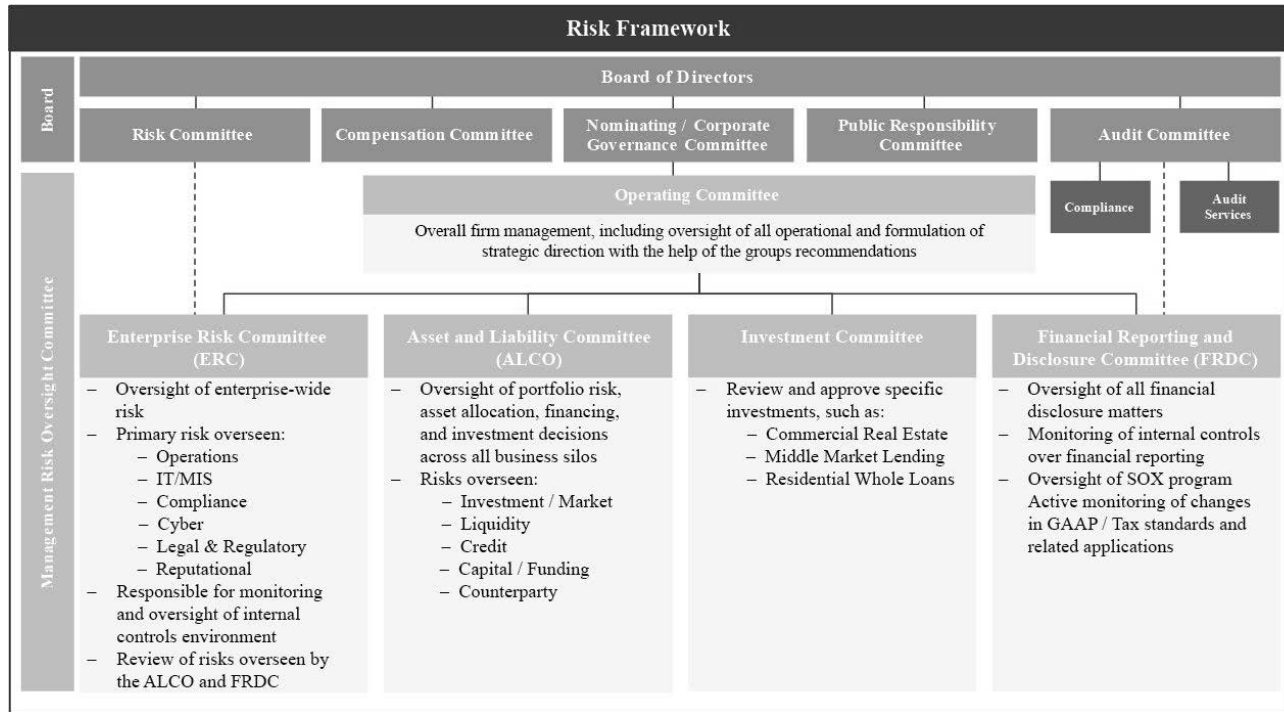 Risk Framework
Board
Board of Directors
Risk Committee
Compensation Committee
Nominating / Corporate
Governance Committee
Public Responsibility
Committee
Audit Committee
Compliance
Audit
Services
Management Risk Oversight Committee
Operating Committee
Overall firm management, including oversight of all operational and formulation of
strategic direction with the help of the groups recommendations
Enterprise Risk Committee
(ERC)
– Oversight of enterprise-wide
risk
– Primary risk overseen:
– Operations
– IT/MIS
– Compliance
– Cyber
– Legal & Regulatory
– Reputational
– Responsible for monitoring
and oversight of internal
controls environment
– Review of risks overseen by
the ALCO and FRDC
Asset and Liability Committee
(ALCO)
– Oversight of portfolio risk,
asset allocation, financing,
and investment decisions
across all business silos
– Risks overseen:
– Investment / Market
– Liquidity
– Credit
– Capital / Funding
– Counterparty
Investment Committee
– Review and approve specific
investments, such as:
– Commercial Real Estate
– Middle Market Lending
– Residential Whole Loans
Financial Reporting and
Disclosure Committee (FRDC)
– Oversight of all financial
disclosure matters
– Monitoring of internal controls
over financial reporting
– Oversight of SOX program
Active monitoring of changes
in GAAP / Tax standards and
related applications